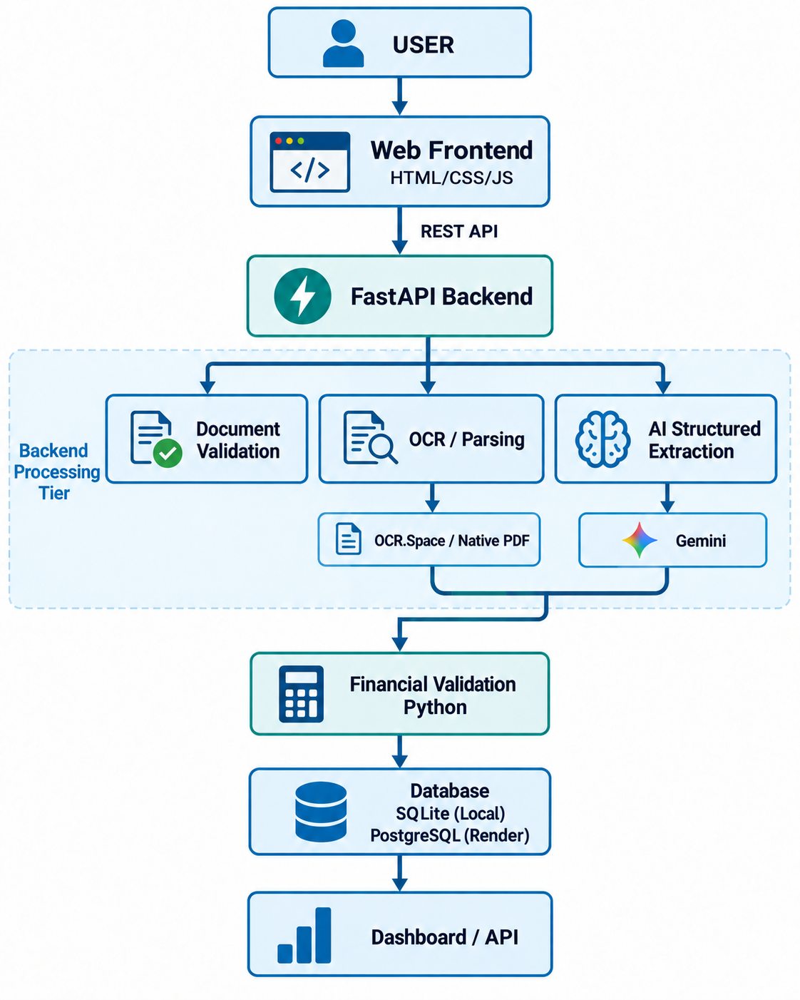 USER
Web Frontend
HTML/CSS/JS
</>
REST API
FastAPI Backend
Backend
Processing
Tier
Document
Validation
OCR / Parsing
AI Structured
Extraction
OCR.Space / Native PDF
Gemini
Financial Validation
Python
Database
SQLite (Local)
PostgreSQL (Render)
Dashboard / API